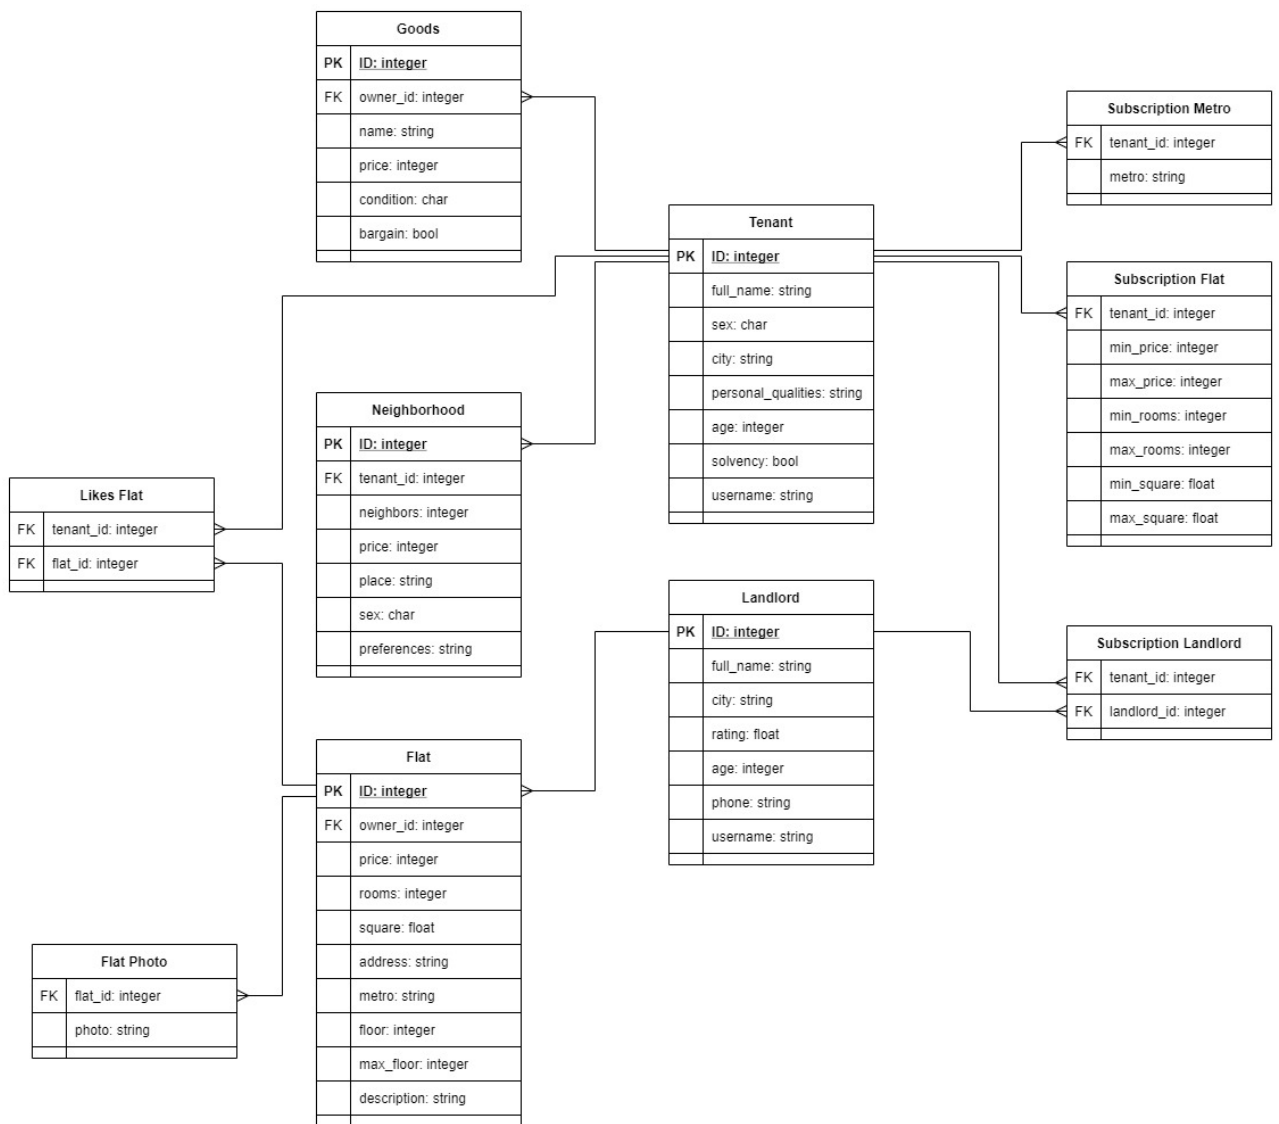 Goods
PK ID: integer
FK owner_id: integer
name: string
price: integer
condition: char
bargain: bool
Subscription Metro
FK tenant_id: integer
metro: string
Tenant
PK ID: integer
full_name: string
sex: char
city: string
personal_qualities: string
age: integer
solvency: bool
username: string
Subscription Flat
FK tenant_id: integer
min_price: integer
max_price: integer
min_rooms: integer
max_rooms: integer
min_square: float
max_square: float
Neighborhood
PK ID: integer
FK tenant_id: integer
neighbors: integer
price: integer
place: string
sex: char
preferences: string
Likes Flat
FK tenant_id: integer
FK flat_id: integer
Landlord
PK ID: integer
full_name: string
city: string
rating: float
age: integer
phone: string
username: string
Subscription Landlord
FK tenant_id: integer
FK landlord_id: integer
Flat
PK ID: integer
FK owner_id: integer
price: integer
rooms: integer
square: float
address: string
metro: string
floor: integer
max_floor: integer
description: string
Flat Photo
FK flat_id: integer
photo: string